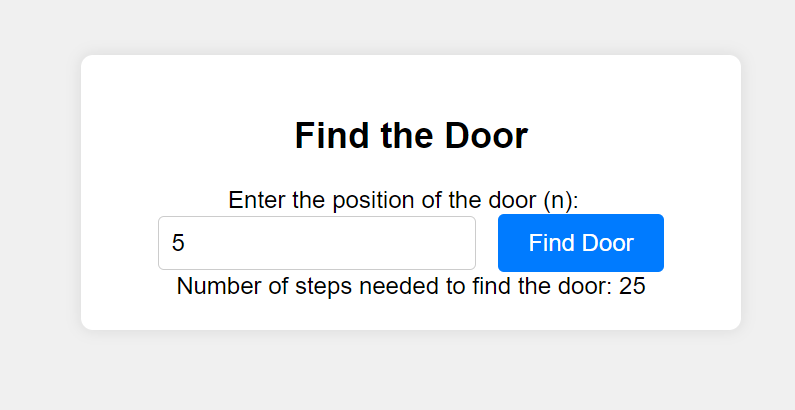 Find the Door
Enter the position of the door (n):
5 Find Door
Number of steps needed to find the door: 25